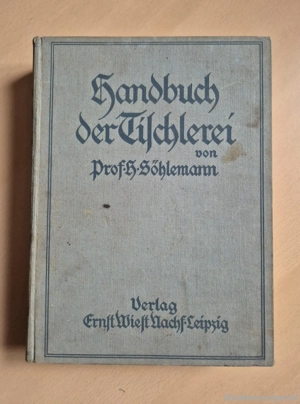 Handbuch
der Tischlerei
von
Prof. H. Söhlemann
Verlag
Ernst Wiest Nachf. Leipzig